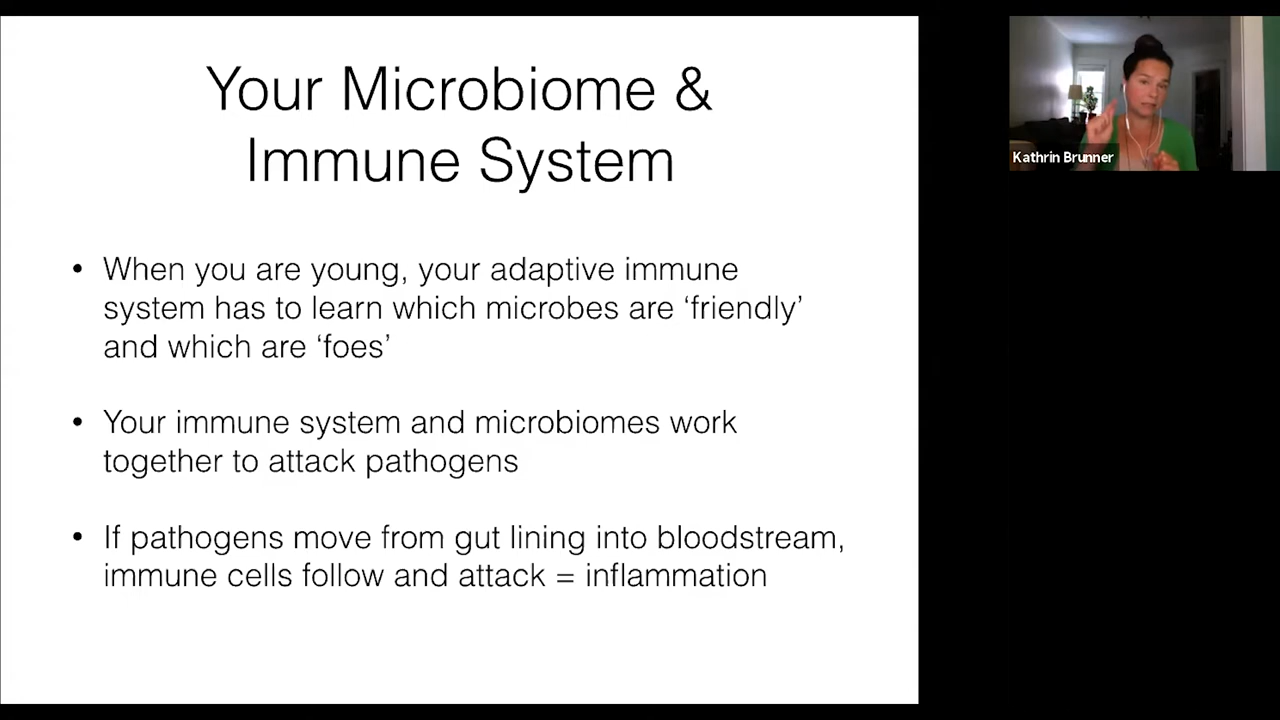 Your Microbiome &
Immune System
• When you are young, your adaptive immune
system has to learn which microbes are ‘friendly’
and which are ‘foes’
• Your immune system and microbiomes work
together to attack pathogens
• If pathogens move from gut lining into bloodstream,
immune cells follow and attack = inflammation
Kathrin Brunner